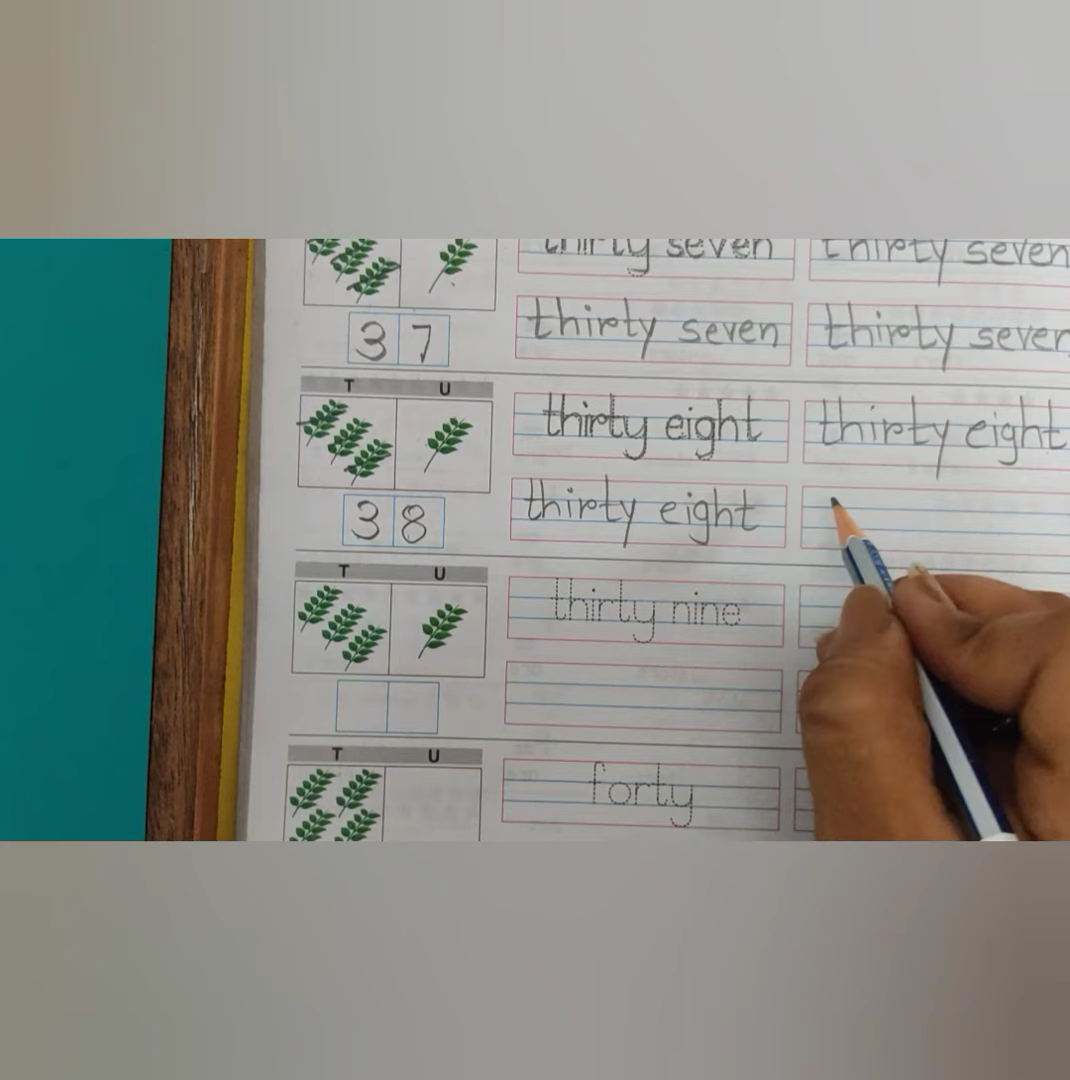 thirty seven thirty seven
3 7 thirty seven thirty seven
T U
thirty eight thirty eight
3 8 thirty eight
T U
thirty nine
T U
forty